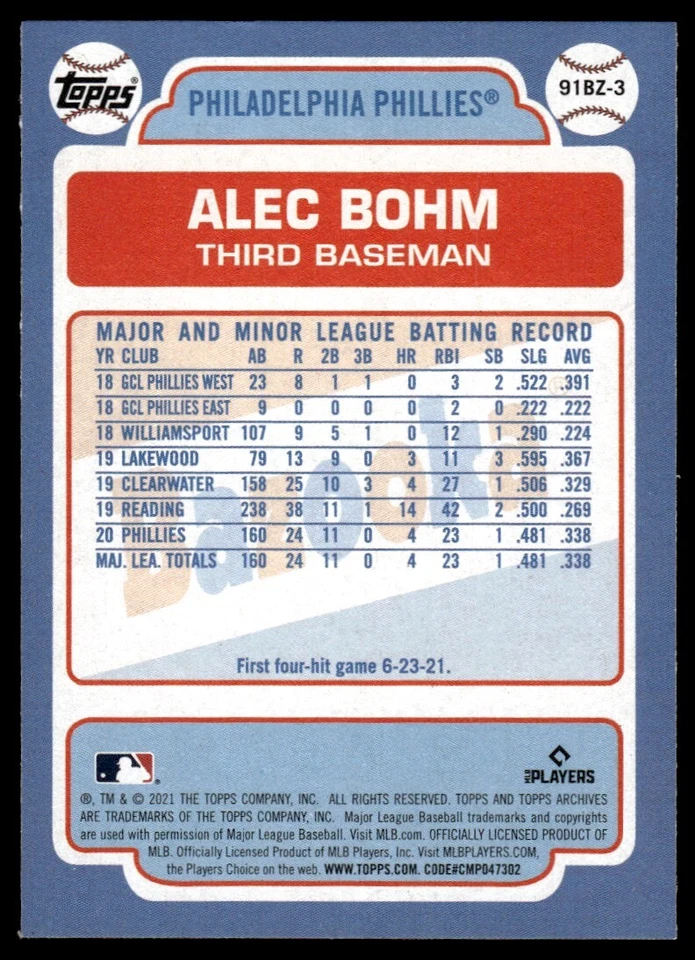 TOPPS®
PHILADELPHIA PHILLIES®
91BZ-3
ALEC BOHM
THIRD BASEMAN
MAJOR AND MINOR LEAGUE BATTING RECORD
YR CLUB AB R 2B 3B HR RBI SB SLG AVG
18 GCL PHILLIES WEST 23 8 1 1 0 3 2 .522 .391
18 GCL PHILLIES EAST 9 0 0 0 0 2 0 .222 .222
18 WILLIAMSPORT 107 9 5 1 0 12 1 .290 .224
19 LAKEWOOD 79 13 9 0 3 11 3 .595 .367
19 CLEARWATER 158 25 10 3 4 27 1 .506 .329
19 READING 238 38 11 1 14 42 2 .500 .269
20 PHILLIES 160 24 11 0 4 23 1 .481 .338
MAJ. LEA. TOTALS 160 24 11 0 4 23 1 .481 .338
Bazooka®
First four-hit game 6-23-21.
MLB PLAYERS
®, TM & © 2021 THE TOPPS COMPANY, INC. ALL RIGHTS RESERVED. TOPPS AND TOPPS ARCHIVES
ARE TRADEMARKS OF THE TOPPS COMPANY, INC. Major League Baseball trademarks and copyrights
are used with permission of Major League Baseball. Visit MLB.com. OFFICIALLY LICENSED PRODUCT OF
MLB. Officially Licensed Product of MLB Players, Inc. Visit MLBPLAYERS.COM,
the Players Choice on the web. WWW.TOPPS.COM. CODE#CMP047302